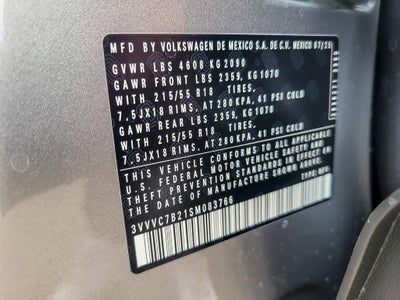 MFD BY VOLKSWAGEN DE MEXICO S.A. DE C.V. MEXICO 07/25
GVWR LBS 4608 KG 2090
GAWR FRONT LBS 2359, KG 1070
WITH 215/55 R18 TIRES,
7,5JX18 RIMS, AT 280 KPA, 41 PSI COLD
GAWR REAR LBS 2359, KG 1070
WITH 215/55 R18 TIRES,
7,5JX18 RIMS, AT 280 KPA, 41 PSI COLD
THIS VEHICLE CONFORMS TO ALL APPLICABLE
U.S. FEDERAL MOTOR VEHICLE SAFETY AND
THEFT PREVENTION STANDARDS IN EFFECT ON
THE DATE OF MANUFACTURE SHOWN ABOVE.
3VVVC7B21SM083766 TYPE: MPV